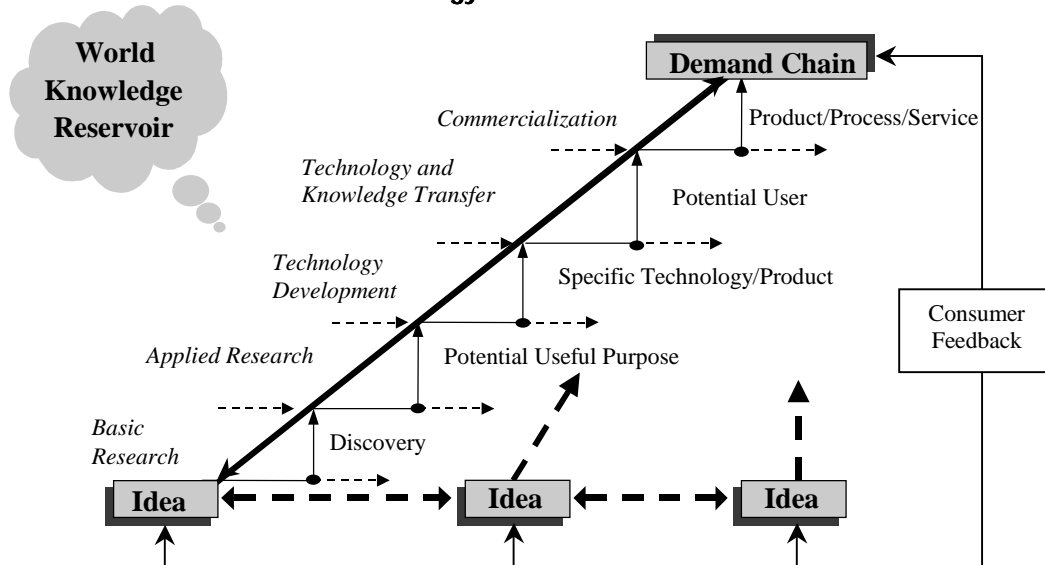 World
Knowledge
Reservoir
Demand Chain
Commercialization
Product/Process/Service
Technology and
Knowledge Transfer
Potential User
Technology
Development
Specific Technology/Product
Consumer
Feedback
Applied Research
Potential Useful Purpose
Basic
Research
Discovery
Idea
Idea
Idea